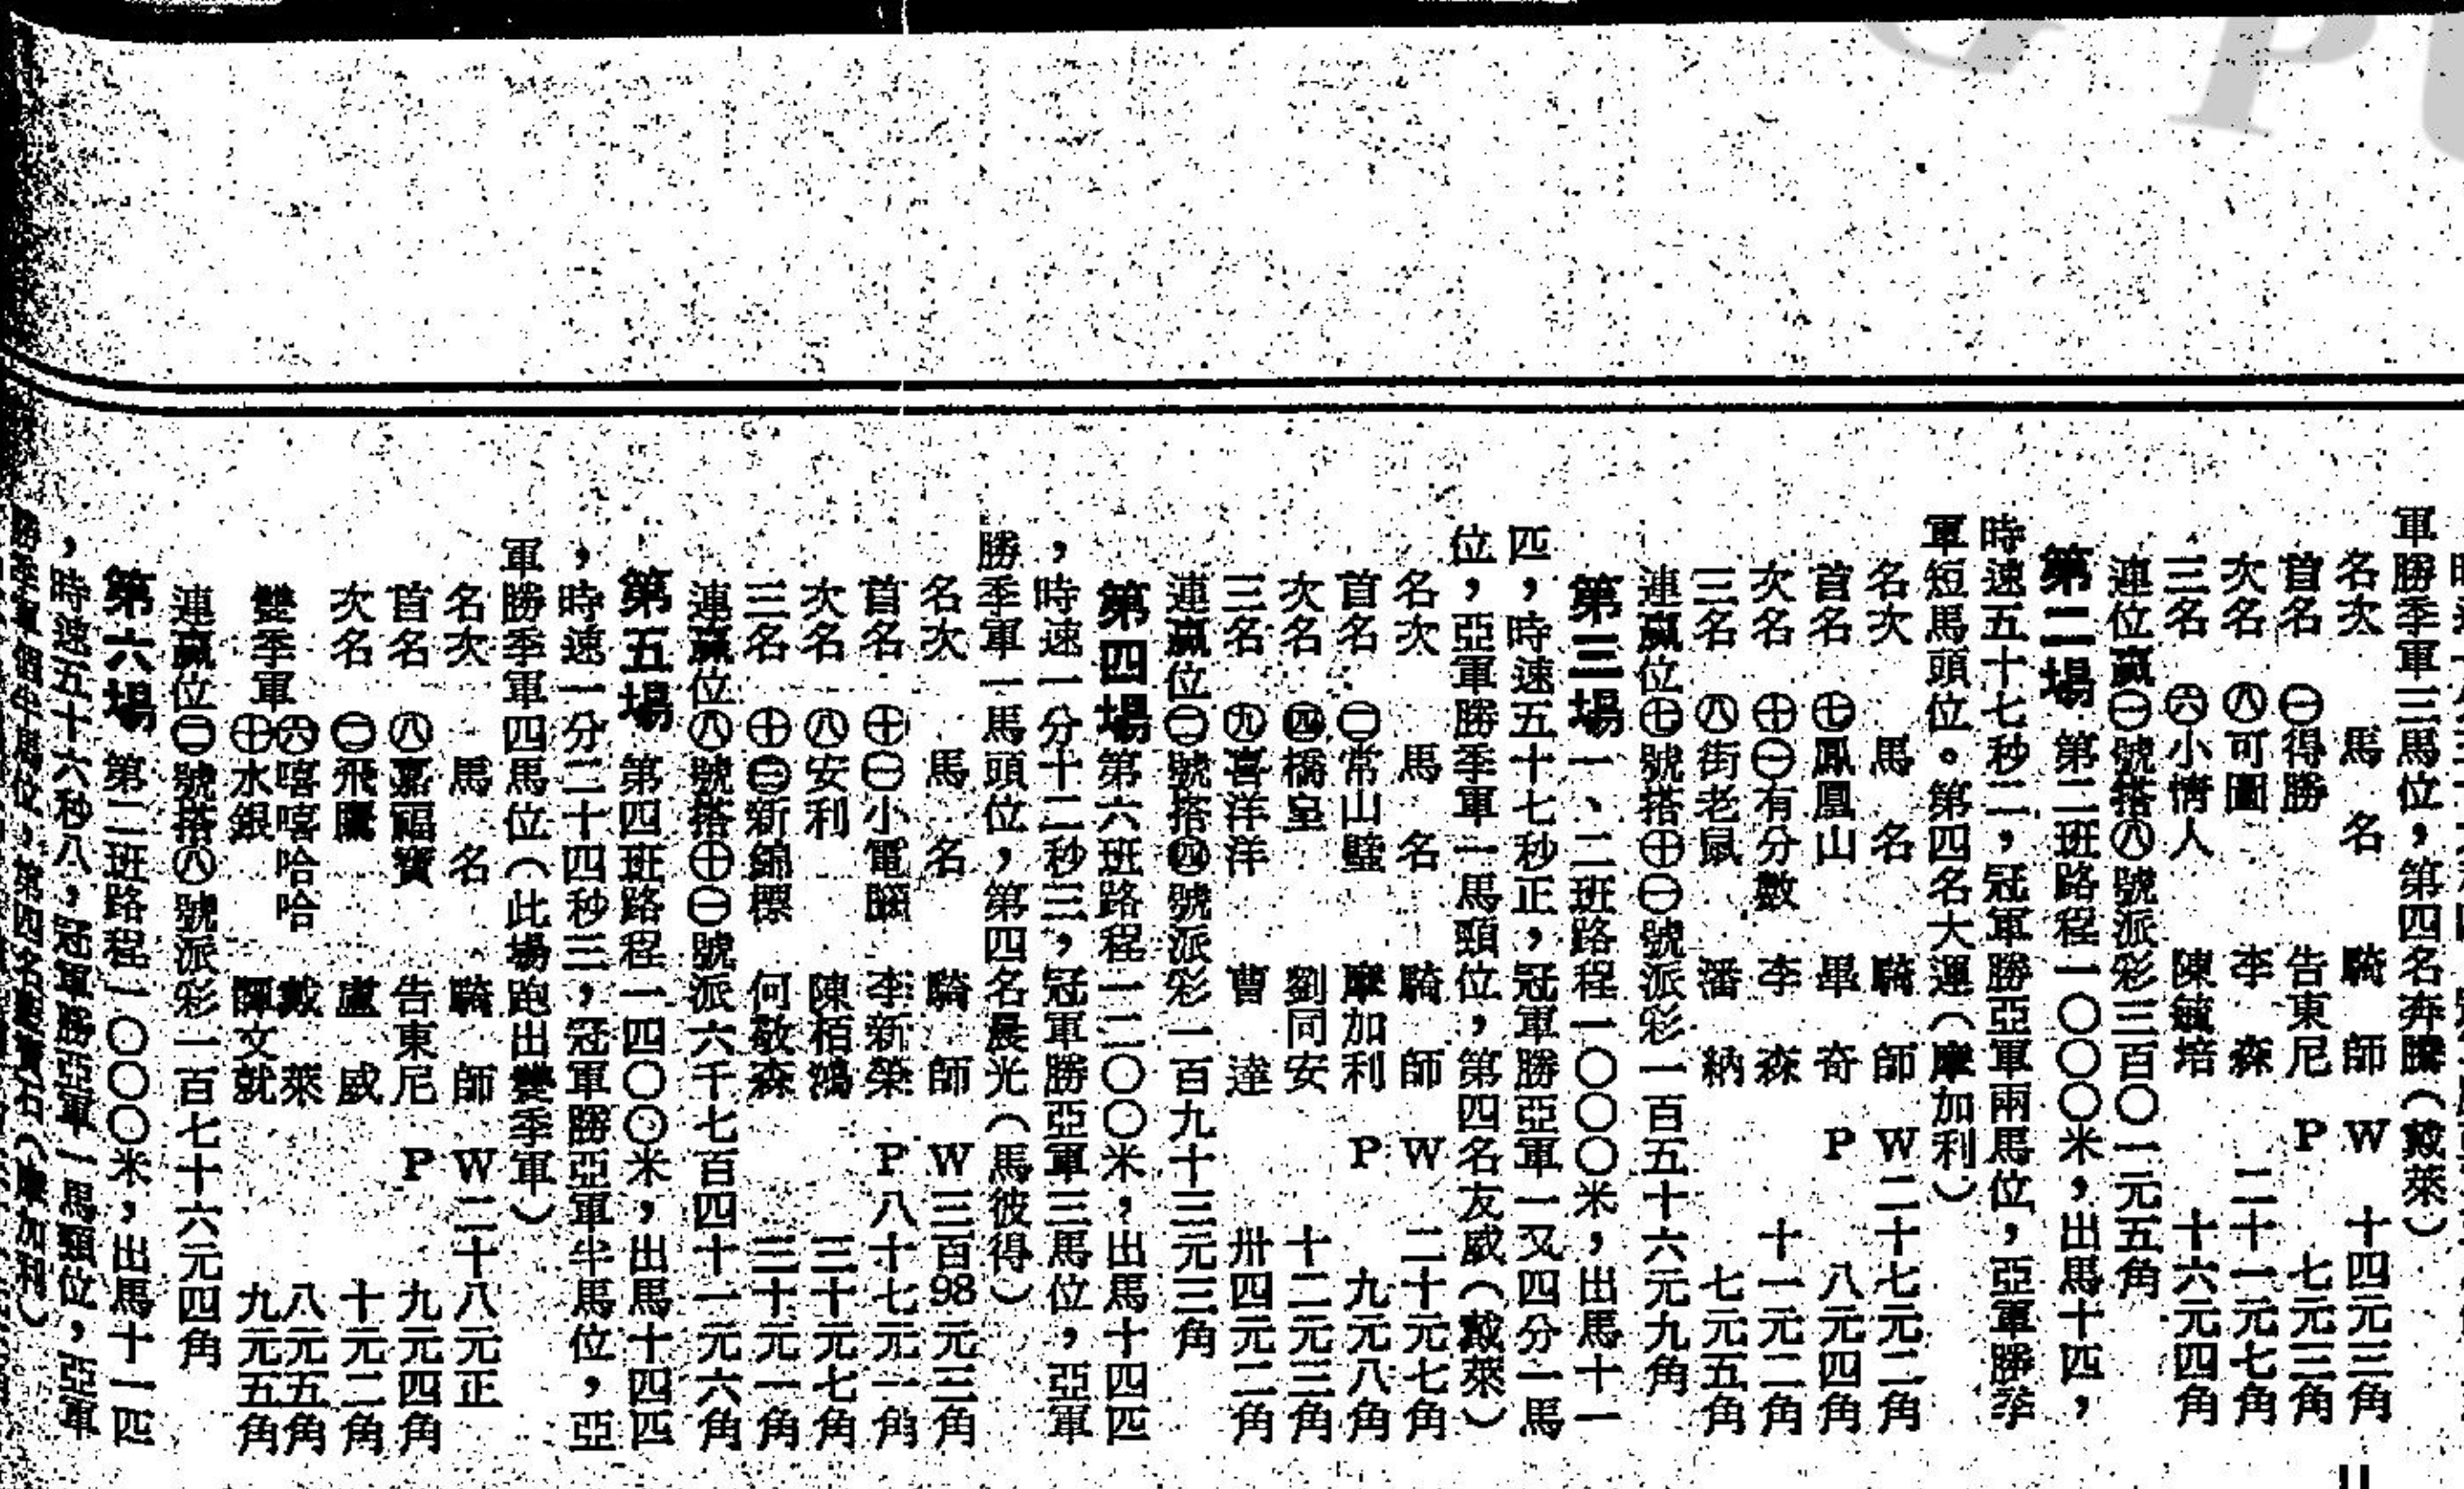 軍勝季軍三馬位，第四名奔騰（戴萊）
名次 馬名 騎師 W 十四元三角
首名 ㊀得勝 告東尼 P 七元三角
次名 ㊇可圖 李森 二十一元七角
三名 ㊅小情人 陳毓培 十六元四角
連位贏㊀號搭㊇號派彩三百〇一元五角
第二場 第二班路程一〇〇〇米，出馬十四匹，
時速五十七秒二，冠軍勝亞軍兩馬位，亞軍勝季
軍短馬頭位。第四名大運（摩加利）
名次 馬名 騎師 W二十七元二角
首名 ㊆鳳凰山 畢奇 P 八元四角
次名 ㊉㊀有分數 李森 十一元二角
三名 ㊇街老鼠 潘納 七元五角
連贏位㊆號搭㊉㊀號派彩一百五十六元九角
第三場 一、二班路程一〇〇〇米，出馬十一
匹，時速五十七秒正，冠軍勝亞軍一又四分一馬
位，亞軍勝季軍一馬頸位，第四名友威（戴萊）
名次 馬名 騎師 W 二十元七角
首名 ㊁常山璧 摩加利 P 九元八角
次名 ㊃橋皇 劉同安 十二元三角
三名 ㊈喜洋洋 曹達 卅四元二角
連贏位㊁號搭㊃號派彩一百九十三元三角
第四場 第六班路程一二〇〇米，出馬十四匹
，時速一分十二秒三，冠軍勝亞軍三馬位，亞軍
勝季軍一馬頭位，第四名晨光（馬彼得）
名次 馬名 騎師 W三百98元三角
首名 ㊉㊀小電腦 李新榮 P八十七元一角
次名 ㊇安利 陳栢鴻 三十元七角
三名 ㊉㊂新錦標 何敬森 三十元一角
連贏位㊇號搭㊉㊀號派六千七百四十一元六角
第五場 第四班路程一四〇〇米，出馬十四匹
，時速一分二十四秒三，冠軍勝亞軍半馬位，亞
軍勝季軍四馬位（此場跑出雙季軍）
名次 馬名 騎師 W二十八元正
首名 ㊇嘉福寶 告東尼 P 九元四角
次名 ㊁飛鷹 盧威 十元二角
雙季軍 ㊅嘻嘻哈哈 戴萊 八元五角
㊉水銀 譚文就 九元五角
連贏位㊁號搭㊇號派彩一百七十六元四角
第六場 第二班路程一〇〇〇米，出馬十一匹
，時速五十六秒八，冠軍勝亞軍一馬頸位，亞軍
勝季軍個半馬位，第四名寶石（摩加利）